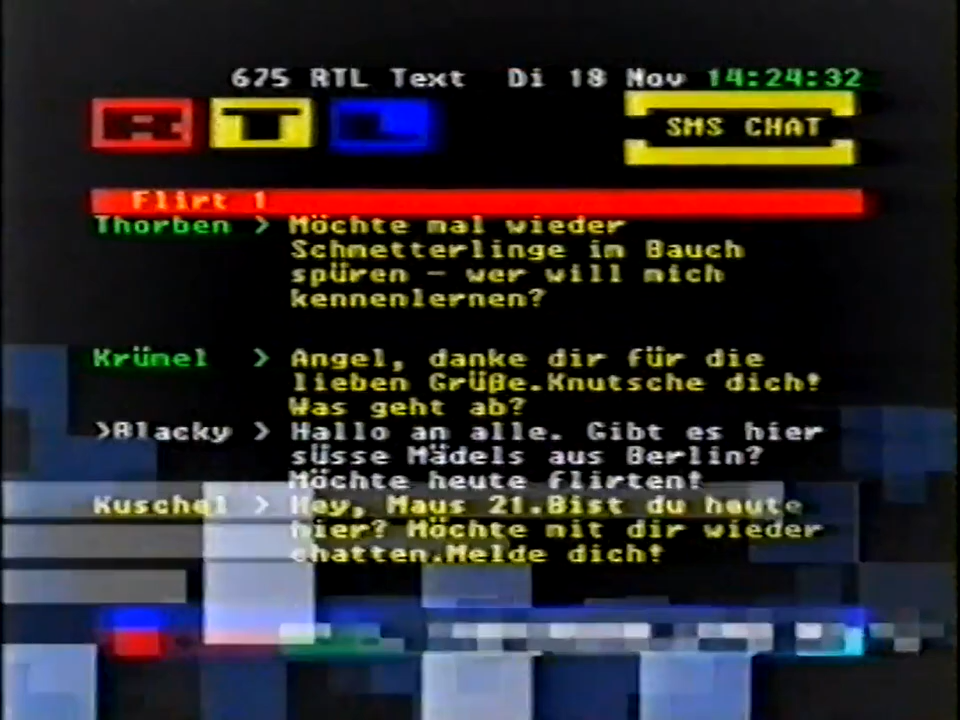 675 RTL Text Di 18 Nov 14:24:32
RTL
SMS CHAT
Flirt 1
Thorben > Möchte mal wieder
Schmetterlinge im Bauch
spüren - wer will mich
kennenlernen?
Krümel > Angel, danke dir für die
lieben Grüße.Knutsche dich!
Was geht ab?
>Blacky > Hallo an alle. Gibt es hier
süsse Mädels aus Berlin?
Möchte heute flirten!
Kuschel > Hey, Maus 21.Bist du heute
hier? Möchte mit dir wieder
chatten.Melde dich!